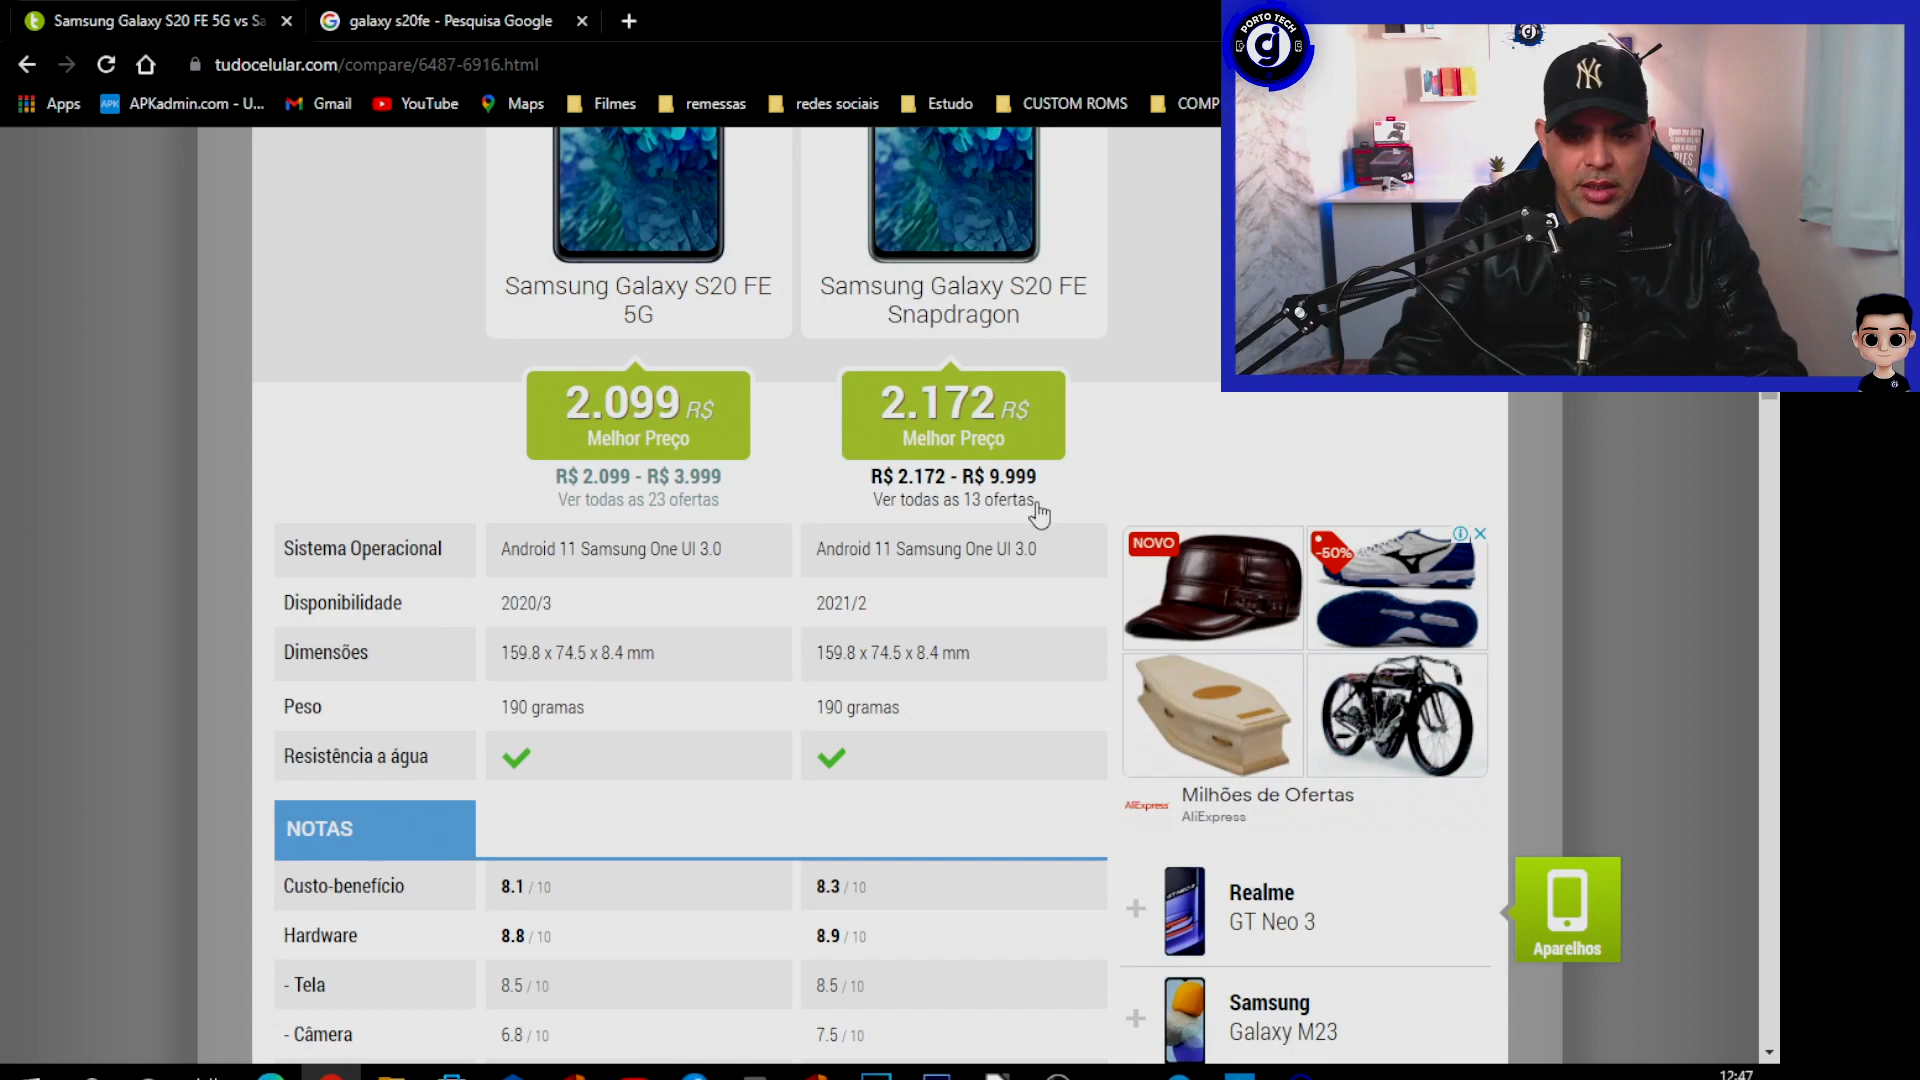 Samsung Galaxy S20 FE 5G vs Sa
galaxy s20fe - Pesquisa Google
tudocelular.com/compare/6487-6916.html
Apps
APKadmin.com - U...
Gmail
YouTube
Maps
Filmes
remessas
redes sociais
Estudo
CUSTOM ROMS
COMP
PORTO TECH
NY
Samsung Galaxy S20 FE
5G
Samsung Galaxy S20 FE
Snapdragon
2.099 R$
Melhor Preço
2.172 R$
Melhor Preço
R$ 2.099 - R$ 3.999
Ver todas as 23 ofertas
R$ 2.172 - R$ 9.999
Ver todas as 13 ofertas
Sistema Operacional
Android 11 Samsung One UI 3.0
Android 11 Samsung One UI 3.0
Disponibilidade
2020/3
2021/2
Dimensões
159.8 x 74.5 x 8.4 mm
159.8 x 74.5 x 8.4 mm
Peso
190 gramas
190 gramas
Resistência a água
NOTAS
Custo-benefício
8.1 / 10
8.3 / 10
Hardware
8.8 / 10
8.9 / 10
- Tela
8.5 / 10
8.5 / 10
- Câmera
6.8 / 10
7.5 / 10
NOVO
-50%
AliExpress
Milhões de Ofertas
AliExpress
Realme
GT Neo 3
Samsung
Galaxy M23
Aparelhos
12:47